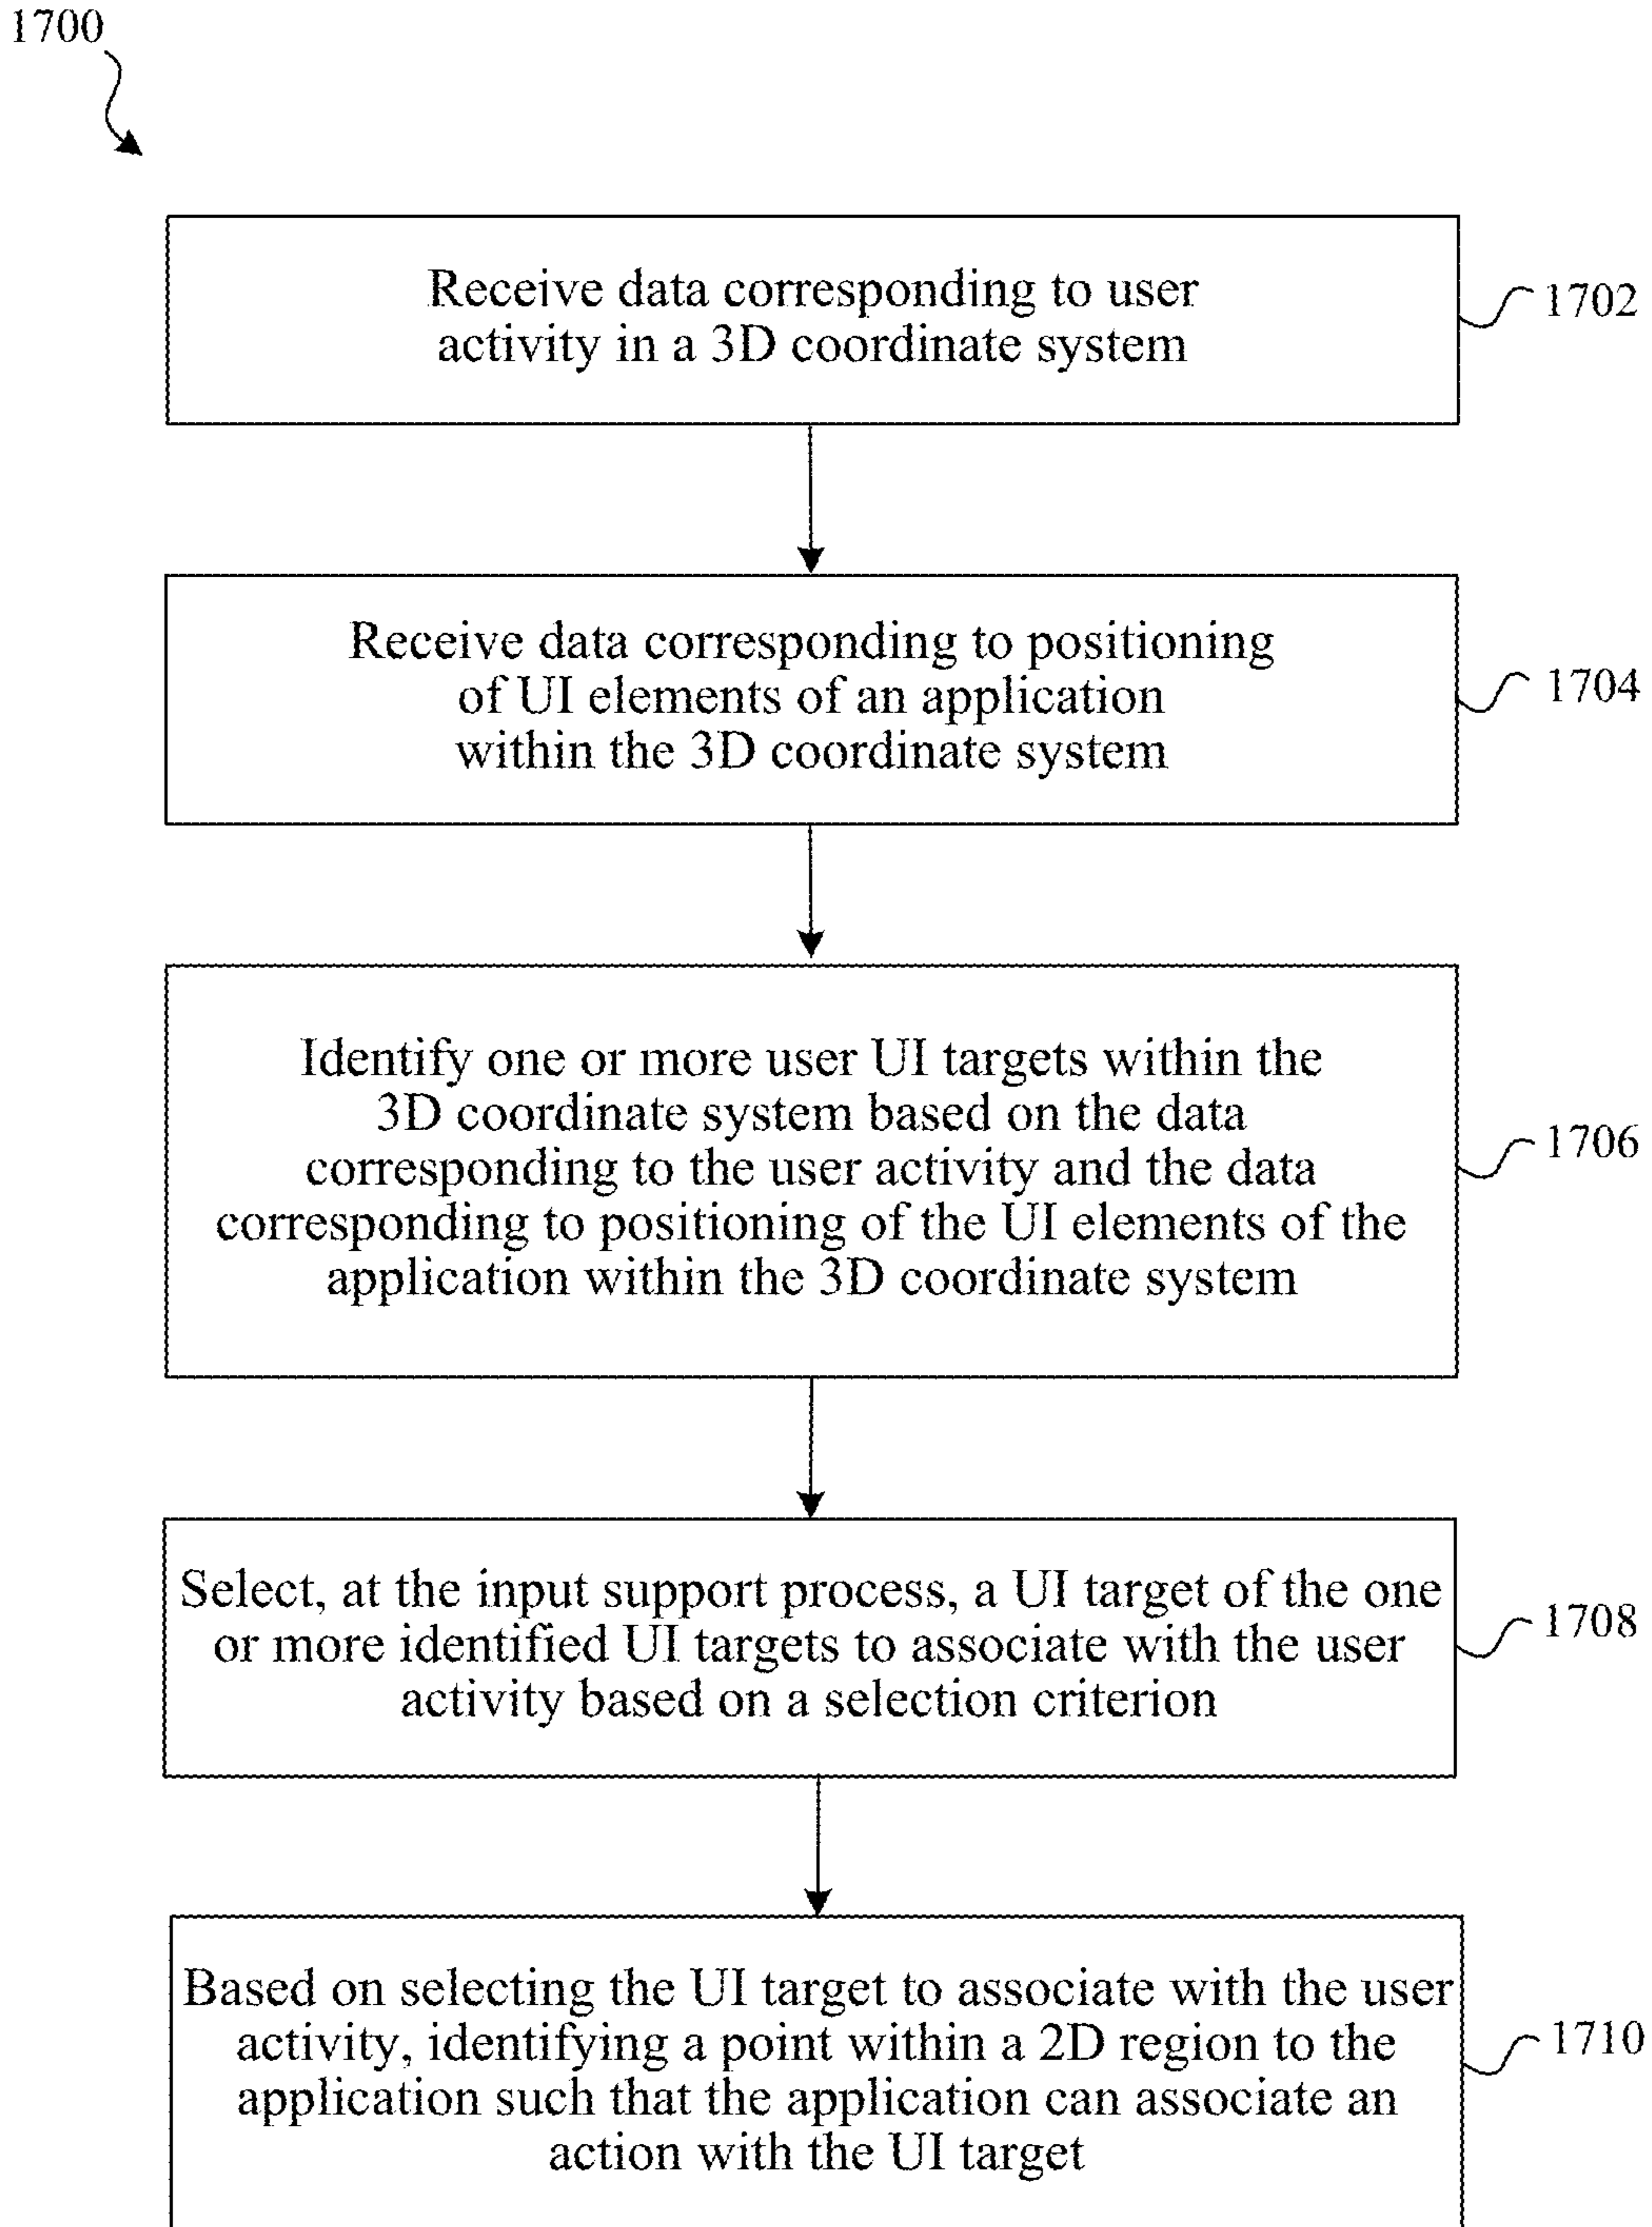 1700
Receive data corresponding to user
activity in a 3D coordinate system
1702
Receive data corresponding to positioning
of UI elements of an application
within the 3D coordinate system
1704
Identify one or more user UI targets within the
3D coordinate system based on the data
corresponding to the user activity and the data
corresponding to positioning of the UI elements of the
application within the 3D coordinate system
1706
Select, at the input support process, a UI target of the one
or more identified UI targets to associate with the user
activity based on a selection criterion
1708
Based on selecting the UI target to associate with the user
activity, identifying a point within a 2D region to the
application such that the application can associate an
action with the UI target
1710